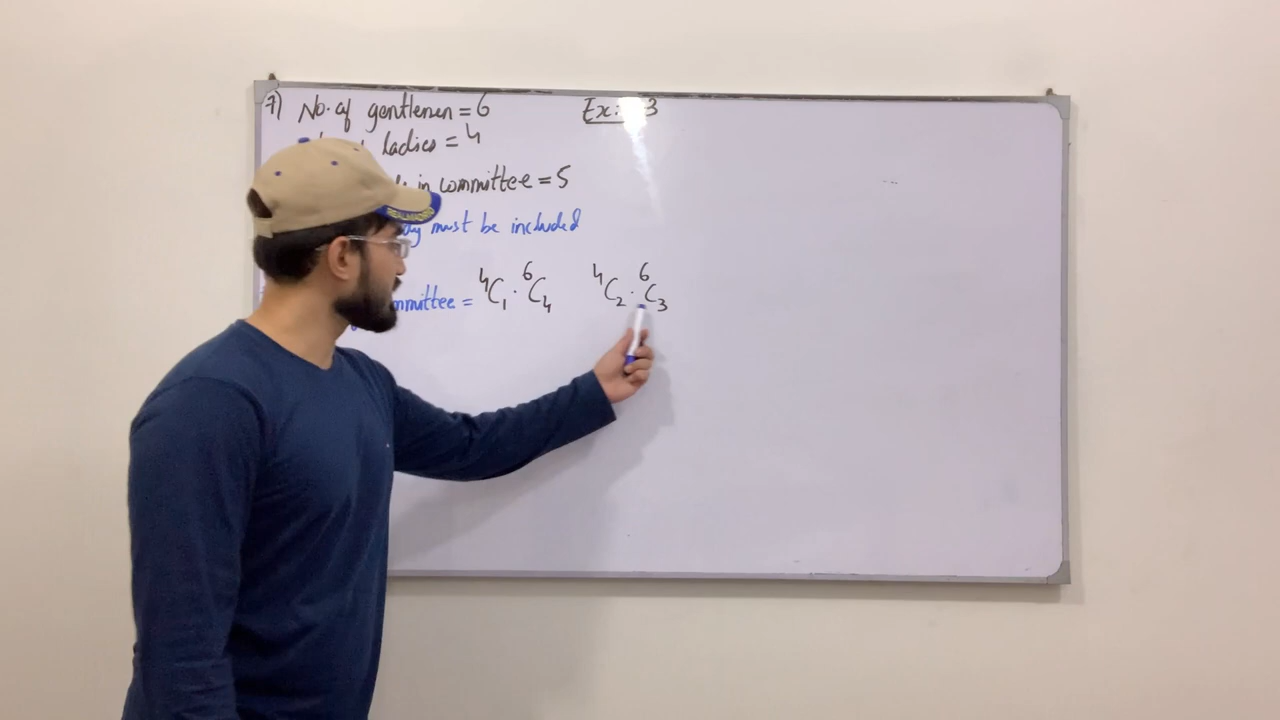 7) No. of gentlemen = 6
Ex: 3
ladies = 4
in committee = 5
must be included
= ⁴C₁ · ⁶C₄ ⁴C₂ · ⁶C₃
REALMADRID